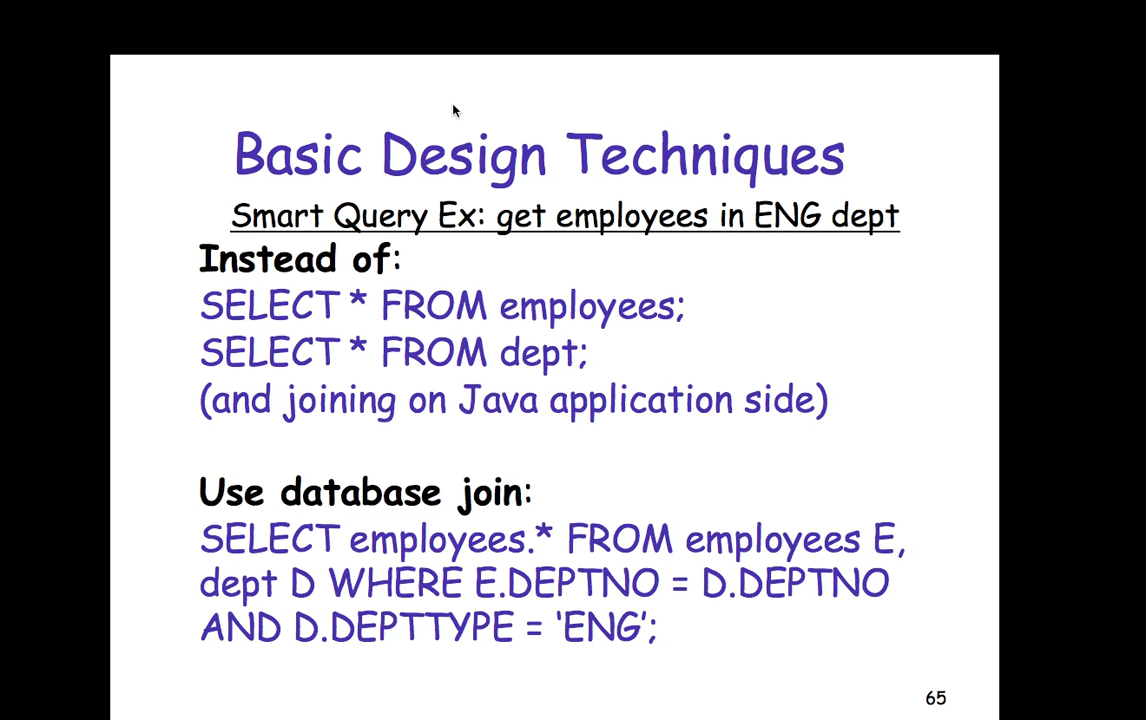 Basic Design Techniques
Smart Query Ex: get employees in ENG dept
Instead of:
SELECT * FROM employees;
SELECT * FROM dept;
(and joining on Java application side)
Use database join:
SELECT employees.* FROM employees E,
dept D WHERE E.DEPTNO = D.DEPTNO
AND D.DEPTTYPE = ‘ENG’;
65